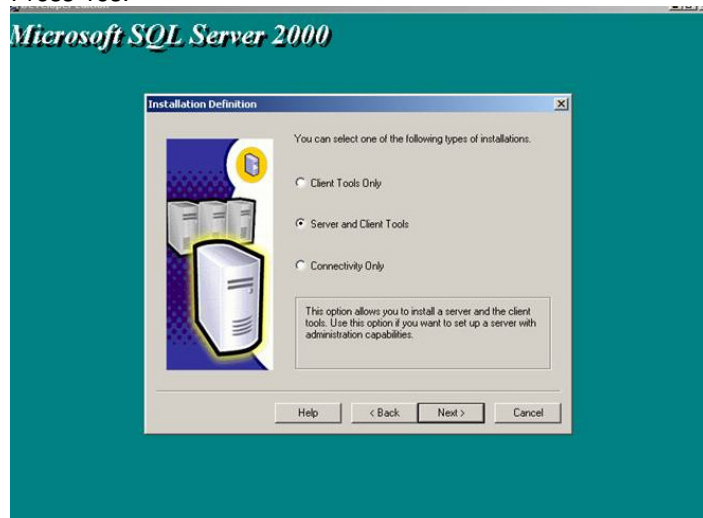 Microsoft SQL Server 2000
Installation Definition
You can select one of the following types of installations.
Client Tools Only
Server and Client Tools
Connectivity Only
This option allows you to install a server and the client
tools. Use this option if you want to set up a server with
administration capabilities.
Help
< Back
Next >
Cancel